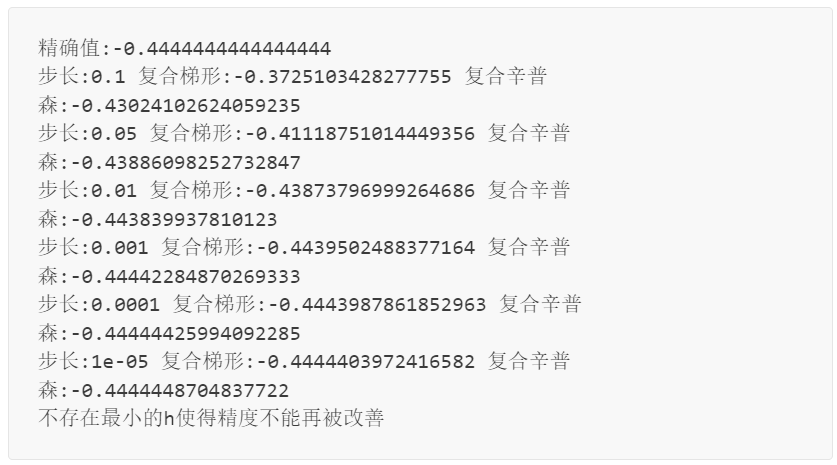 精确值:-0.4444444444444444
步长:0.1 复合梯形:-0.3725103428277755 复合辛普
森:-0.43024102624059235
步长:0.05 复合梯形:-0.41118751014449356 复合辛普
森:-0.43886098252732847
步长:0.01 复合梯形:-0.43873796999264686 复合辛普
森:-0.443839937810123
步长:0.001 复合梯形:-0.4439502488377164 复合辛普
森:-0.44442284870269333
步长:0.0001 复合梯形:-0.4443987861852963 复合辛普
森:-0.44444425994092285
步长:1e-05 复合梯形:-0.4444403972416582 复合辛普
森:-0.4444448704837722
不存在最小的h使得精度不能再被改善